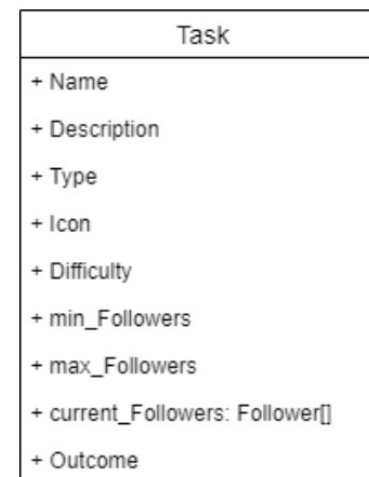 Task
+ Name
+ Description
+ Type
+ Icon
+ Difficulty
+ min_Followers
+ max_Followers
+ current_Followers: Follower[]
+ Outcome